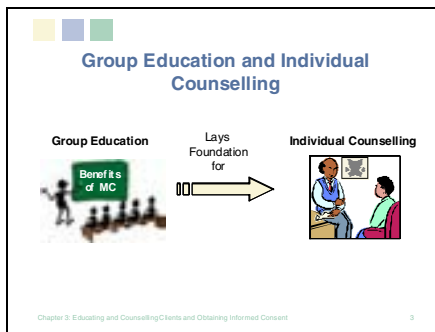 Group Education and Individual
Counselling
Group Education
Benefits
of MC
Lays
Foundation
for
Individual Counselling
Chapter 3: Educating and Counselling Clients and Obtaining Informed Consent
3